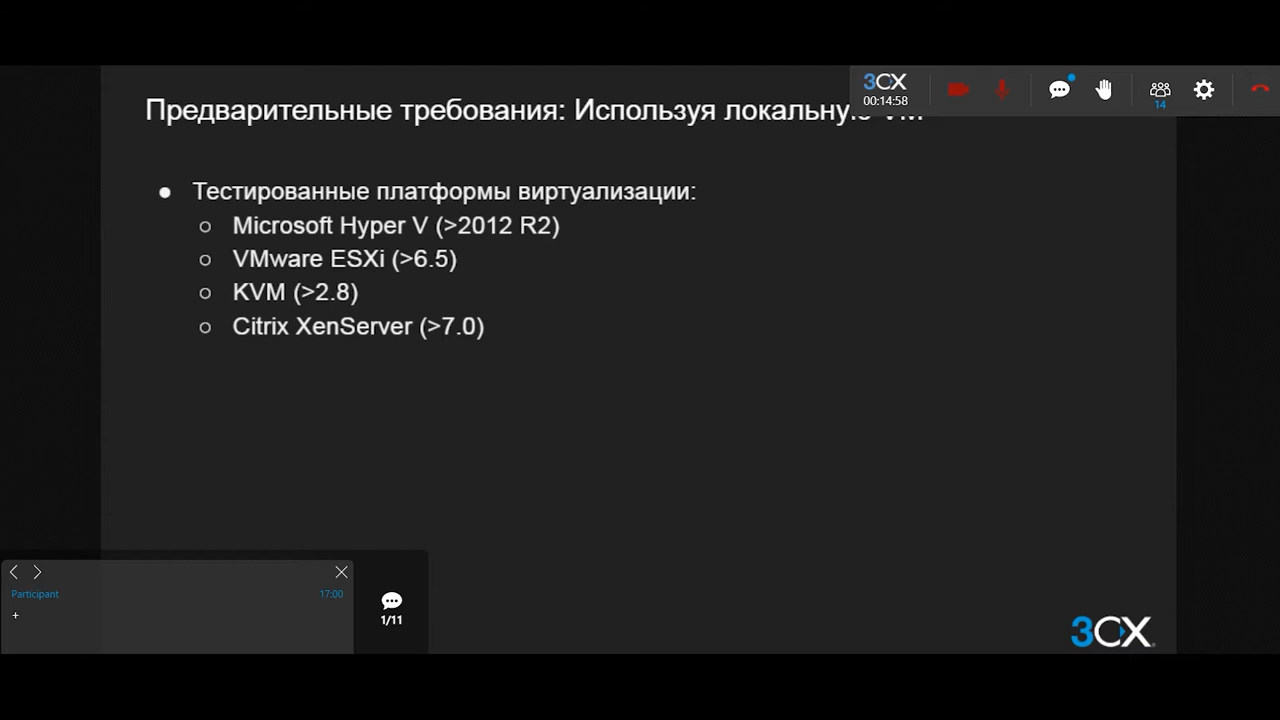 3CX
00:14:58
14
Предварительные требования: Используя локальную VM
● Тестированные платформы виртуализации:
○ Microsoft Hyper V (>2012 R2)
○ VMware ESXi (>6.5)
○ KVM (>2.8)
○ Citrix XenServer (>7.0)
Participant 17:00
+
1/11
3CX